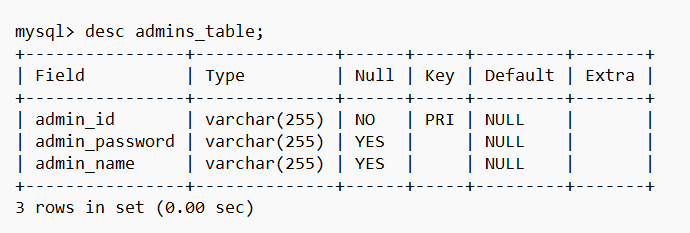 mysql> desc admins_table;
+----------------+--------------+------+-----+---------+-------+
| Field          | Type         | Null | Key | Default | Extra |
+----------------+--------------+------+-----+---------+-------+
| admin_id       | varchar(255) | NO   | PRI | NULL    |       |
| admin_password | varchar(255) | YES  |     | NULL    |       |
| admin_name     | varchar(255) | YES  |     | NULL    |       |
+----------------+--------------+------+-----+---------+-------+
3 rows in set (0.00 sec)